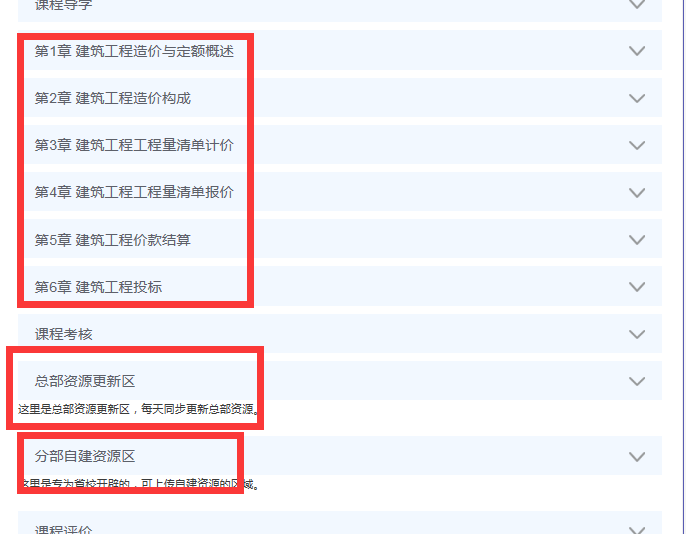 课程导学
第1章 建筑工程造价与定额概述
第2章 建筑工程造价构成
第3章 建筑工程工程量清单计价
第4章 建筑工程工程量清单报价
第5章 建筑工程价款结算
第6章 建筑工程投标
课程考核
总部资源更新区
这里是总部资源更新区，每天同步更新总部资源。
分部自建资源区
这里是专为首校开辟的，可上传自建资源的区域。
课程评价